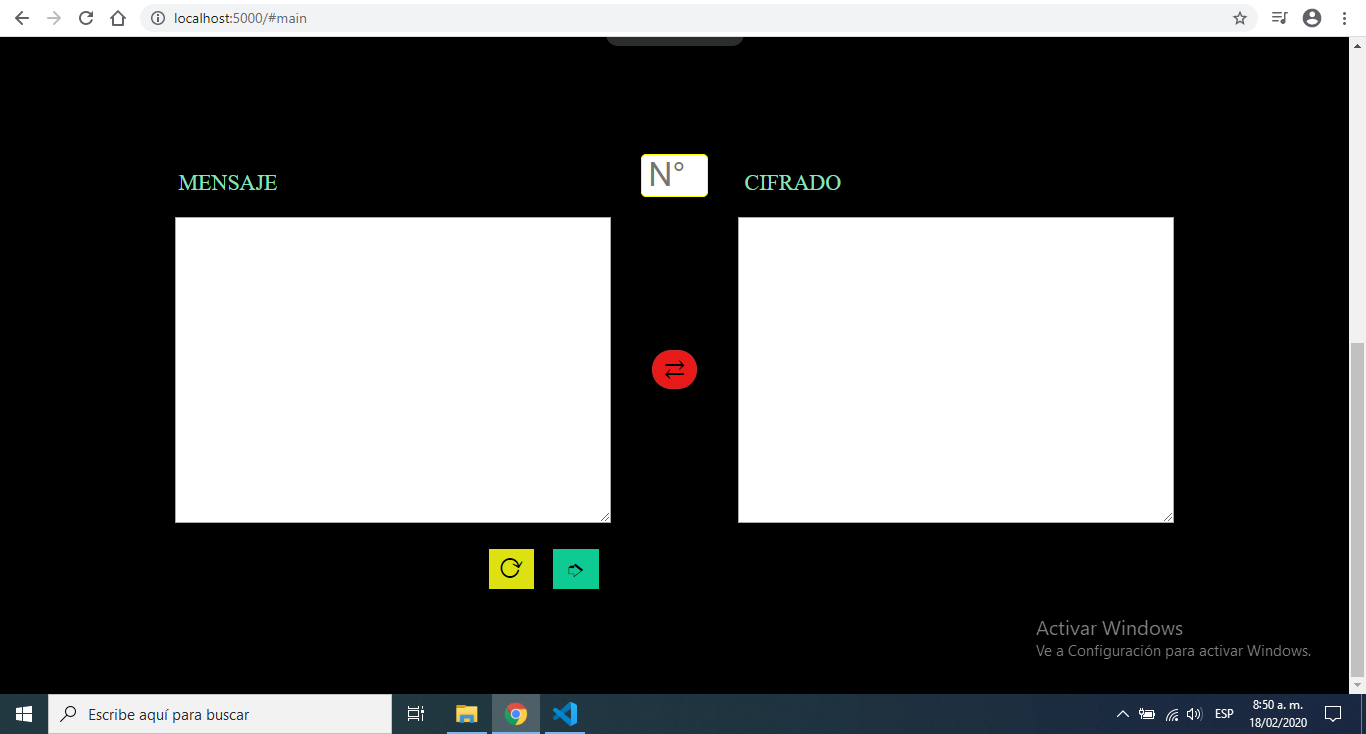 localhost:5000/#main
N°
MENSAJE
CIFRADO
Activar Windows
Ve a Configuración para activar Windows.
Escribe aquí para buscar
ESP
8:50 a. m.
18/02/2020